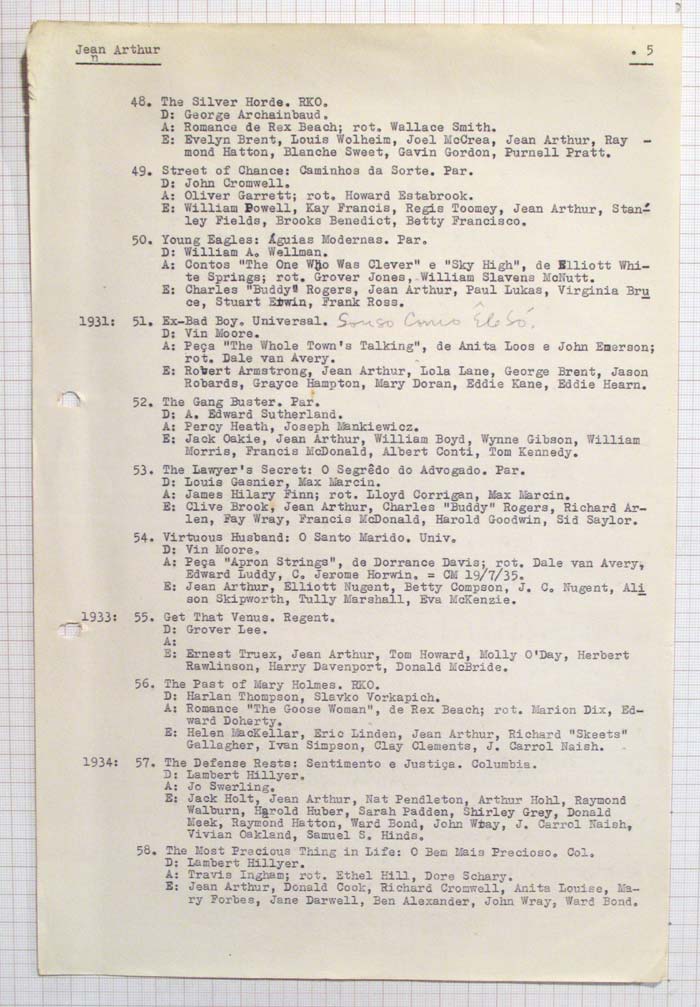 Jean Arthur
n
. 5
48. The Silver Horde. RKO.
D: George Archainbaud.
A: Romance de Rex Beach; rot. Wallace Smith.
E: Evelyn Brent, Louis Wolheim, Joel McCrea, Jean Arthur, Ray -
mond Hatton, Blanche Sweet, Gavin Gordon, Purnell Pratt.
49. Street of Chance: Caminhos da Sorte. Par.
D: John Cromwell.
A: Oliver Garrett; rot. Howard Estabrook.
E: William Powell, Kay Francis, Regis Toomey, Jean Arthur, Stan-
ley Fields, Brooks Benedict, Betty Francisco.
50. Young Eagles: Águias Modernas. Par.
D: William A. Wellman.
A: Contos "The One Who Was Clever" e "Sky High", de Elliott Whi-
te Springs; rot. Grover Jones, William Slavens McNutt.
E: Charles "Buddy" Rogers, Jean Arthur, Paul Lukas, Virginia Bru
ce, Stuart Erwin, Frank Ross.
1931: 51. Ex-Bad Boy. Universal. Sonso Como Êle Só.
D: Vin Moore.
A: Peça "The Whole Town's Talking", de Anita Loos e John Emerson;
rot. Dale van Avery.
E: Robert Armstrong, Jean Arthur, Lola Lane, George Brent, Jason
Robards, Grayce Hampton, Mary Doran, Eddie Kane, Eddie Hearn.
52. The Gang Buster. Par.
D: A. Edward Sutherland.
A: Percy Heath, Joseph Mankiewicz.
E: Jack Oakie, Jean Arthur, William Boyd, Wynne Gibson, William
Morris, Francis McDonald, Albert Conti, Tom Kennedy.
53. The Lawyer's Secret: O Segrêdo do Advogado. Par.
D: Louis Gasnier, Max Marcin.
A: James Hilary Finn; rot. Lloyd Corrigan, Max Marcin.
E: Clive Brook, Jean Arthur, Charles "Buddy" Rogers, Richard Ar-
len, Fay Wray, Francis McDonald, Harold Goodwin, Sid Saylor.
54. Virtuous Husband: O Santo Marido. Univ.
D: Vin Moore.
A: Peça "Apron Strings", de Dorrance Davis; rot. Dale van Avery,
Edward Luddy, C. Jerome Horwin. = CM 19/7/35.
E: Jean Arthur, Elliott Nugent, Betty Compson, J. C. Nugent, Ali
son Skipworth, Tully Marshall, Eva McKenzie.
1933: 55. Get That Venus. Regent.
D: Grover Lee.
A:
E: Ernest Truex, Jean Arthur, Tom Howard, Molly O'Day, Herbert
Rawlinson, Harry Davenport, Donald McBride.
56. The Past of Mary Holmes. RKO.
D: Harlan Thompson, Slavko Vorkapich.
A: Romance "The Goose Woman", de Rex Beach; rot. Marion Dix, Ed-
ward Doherty.
E: Helen MacKellar, Eric Linden, Jean Arthur, Richard "Skeets"
Gallagher, Ivan Simpson, Clay Clements, J. Carrol Naish.
1934: 57. The Defense Rests: Sentimento e Justiça. Columbia.
D: Lambert Hillyer.
A: Jo Swerling.
E: Jack Holt, Jean Arthur, Nat Pendleton, Arthur Hohl, Raymond
Walburn, Harold Huber, Sarah Padden, Shirley Grey, Donald
Meek, Raymond Hatton, Ward Bond, John Wray, J. Carrol Naish,
Vivian Oakland, Samuel S. Hinds.
58. The Most Precious Thing in Life: O Bem Mais Precioso. Col.
D: Lambert Hillyer.
A: Travis Ingham; rot. Ethel Hill, Dore Schary.
E: Jean Arthur, Donald Cook, Richard Cromwell, Anita Louise, Ma-
ry Forbes, Jane Darwell, Ben Alexander, John Wray, Ward Bond.